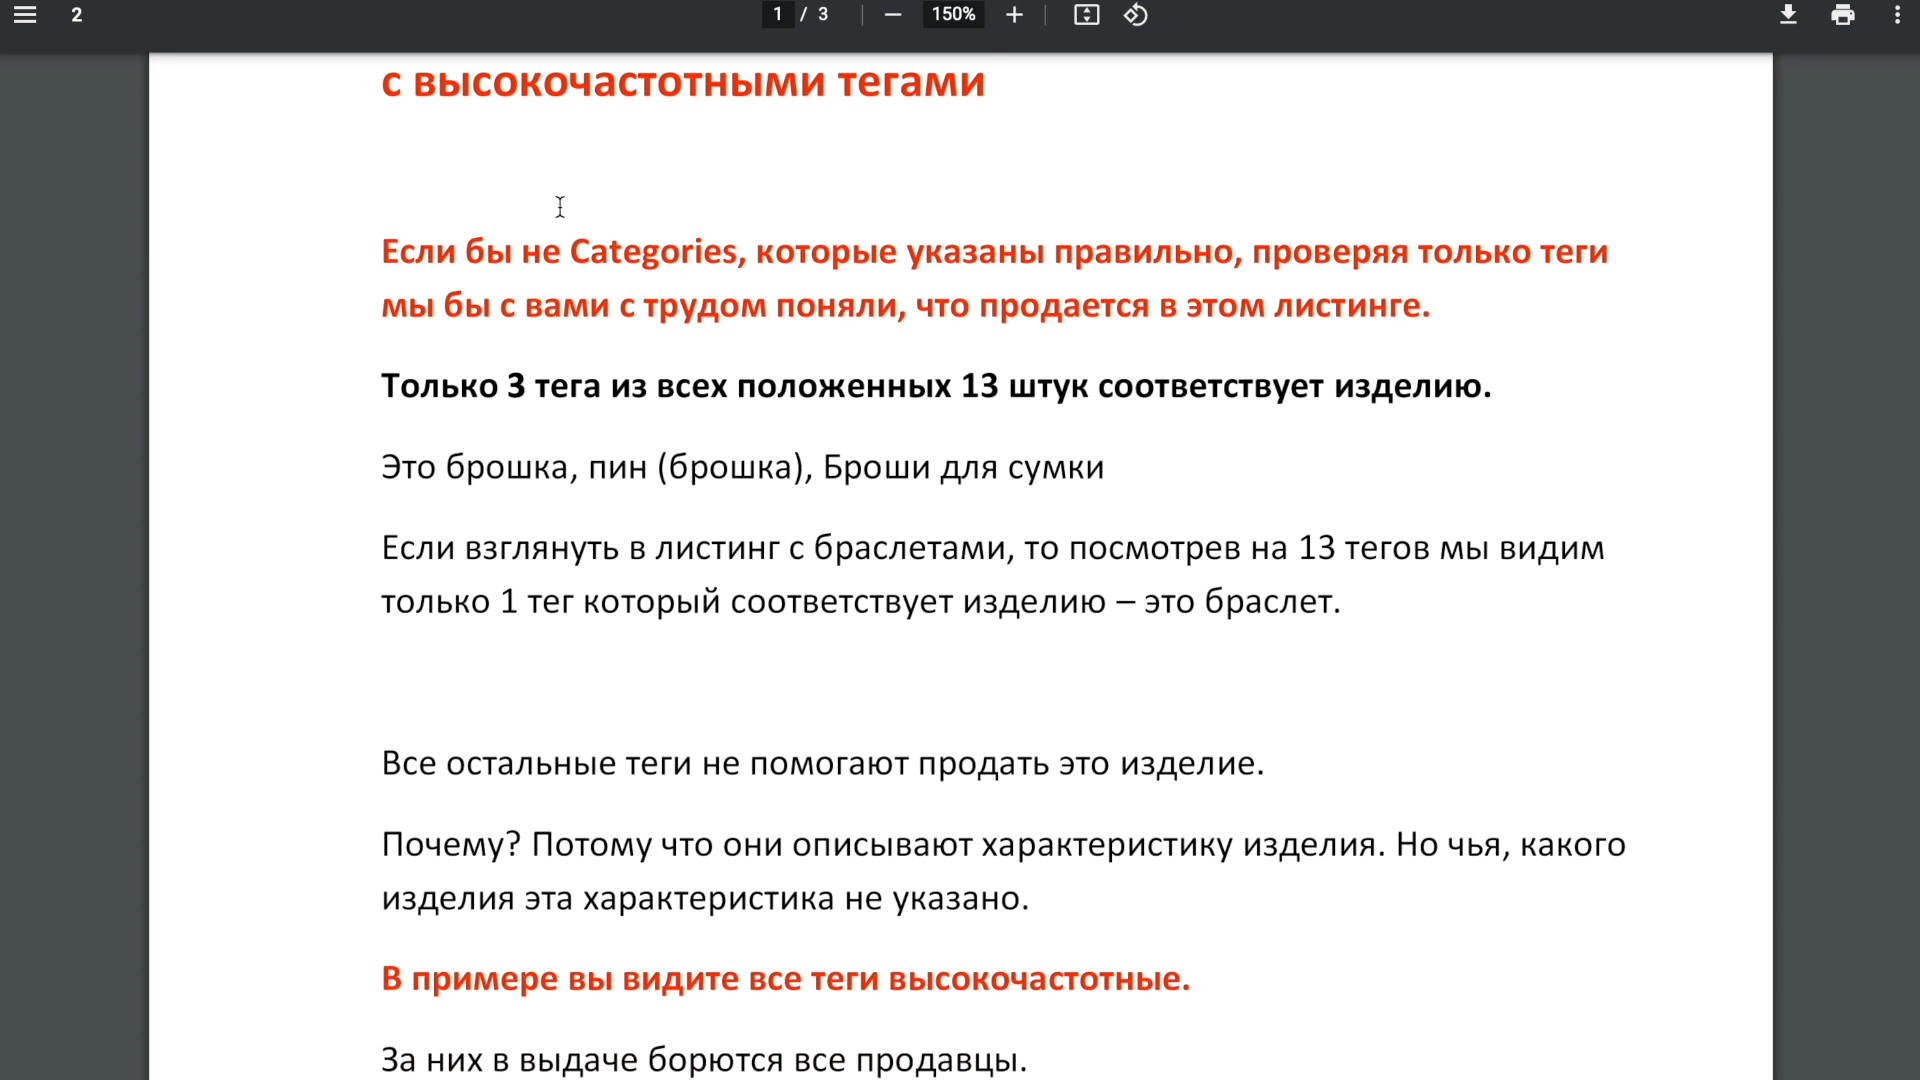 2
1 / 3
150%
с высокочастотными тегами
Если бы не Categories, которые указаны правильно, проверяя только теги
мы бы с вами с трудом поняли, что продается в этом листинге.
Только 3 тега из всех положенных 13 штук соответствует изделию.
Это брошка, пин (брошка), Броши для сумки
Если взглянуть в листинг с браслетами, то посмотрев на 13 тегов мы видим
только 1 тег который соответствует изделию – это браслет.
Все остальные теги не помогают продать это изделие.
Почему? Потому что они описывают характеристику изделия. Но чья, какого
изделия эта характеристика не указано.
В примере вы видите все теги высокочастотные.
За них в выдаче борются все продавцы.